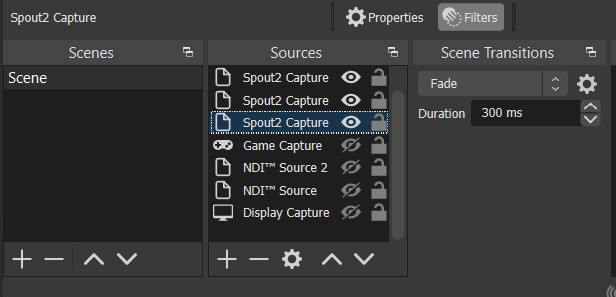 Spout2 Capture
Properties
Filters
Scenes
Sources
Scene Transitions
Scene
Spout2 Capture
Spout2 Capture
Spout2 Capture
Game Capture
NDI™ Source 2
NDI™ Source
Display Capture
Fade
Duration 300 ms